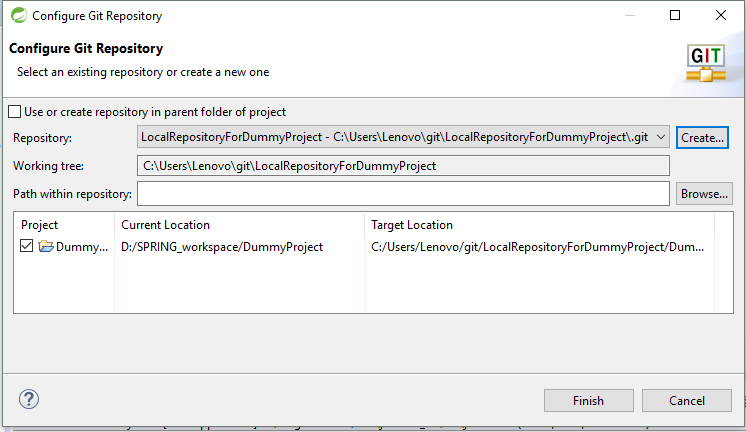 Configure Git Repository
Configure Git Repository
Select an existing repository or create a new one
GIT
Use or create repository in parent folder of project
Repository: LocalRepositoryForDummyProject - C:\Users\Lenovo\git\LocalRepositoryForDummyProject\.git Create...
Working tree: C:\Users\Lenovo\git\LocalRepositoryForDummyProject
Path within repository: Browse...
Project Current Location Target Location
Dummy... D:/SPRING_workspace/DummyProject C:/Users/Lenovo/git/LocalRepositoryForDummyProject/Dum...
? Finish Cancel